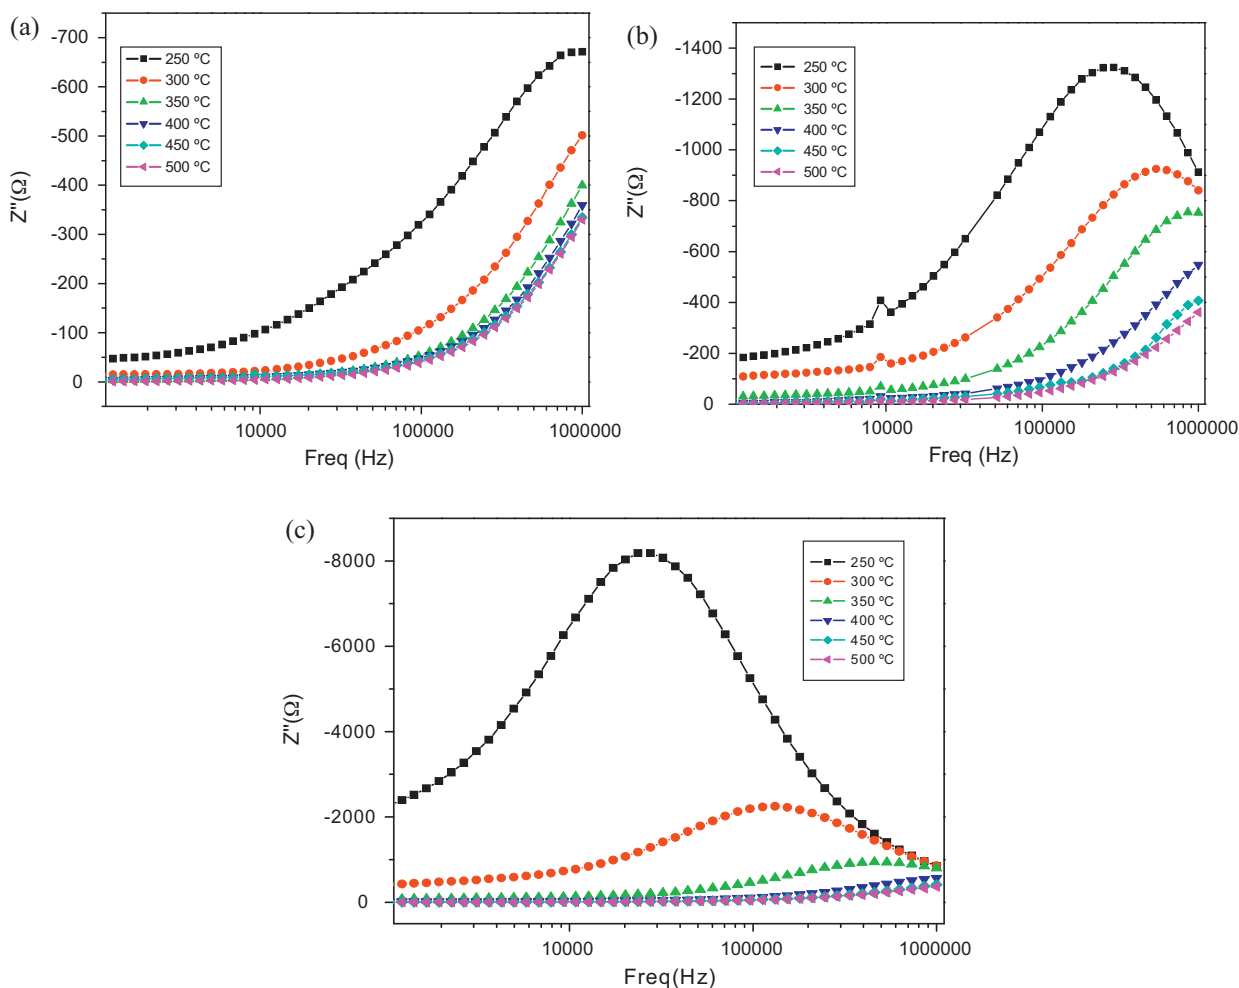 (a)
-700
-600
-500
-400
-300
-200
-100
0
Z''(Ω)
250 ºC
300 ºC
350 ºC
400 ºC
450 ºC
500 ºC
10000
100000
1000000
Freq (Hz)
(b)
-1400
-1200
-1000
-800
-600
-400
-200
0
Z''(Ω)
250 ºC
300 ºC
350 ºC
400 ºC
450 ºC
500 ºC
10000
100000
1000000
Freq (Hz)
(c)
-8000
-6000
-4000
-2000
0
Z''(Ω)
250 ºC
300 ºC
350 ºC
400 ºC
450 ºC
500 ºC
10000
100000
1000000
Freq(Hz)